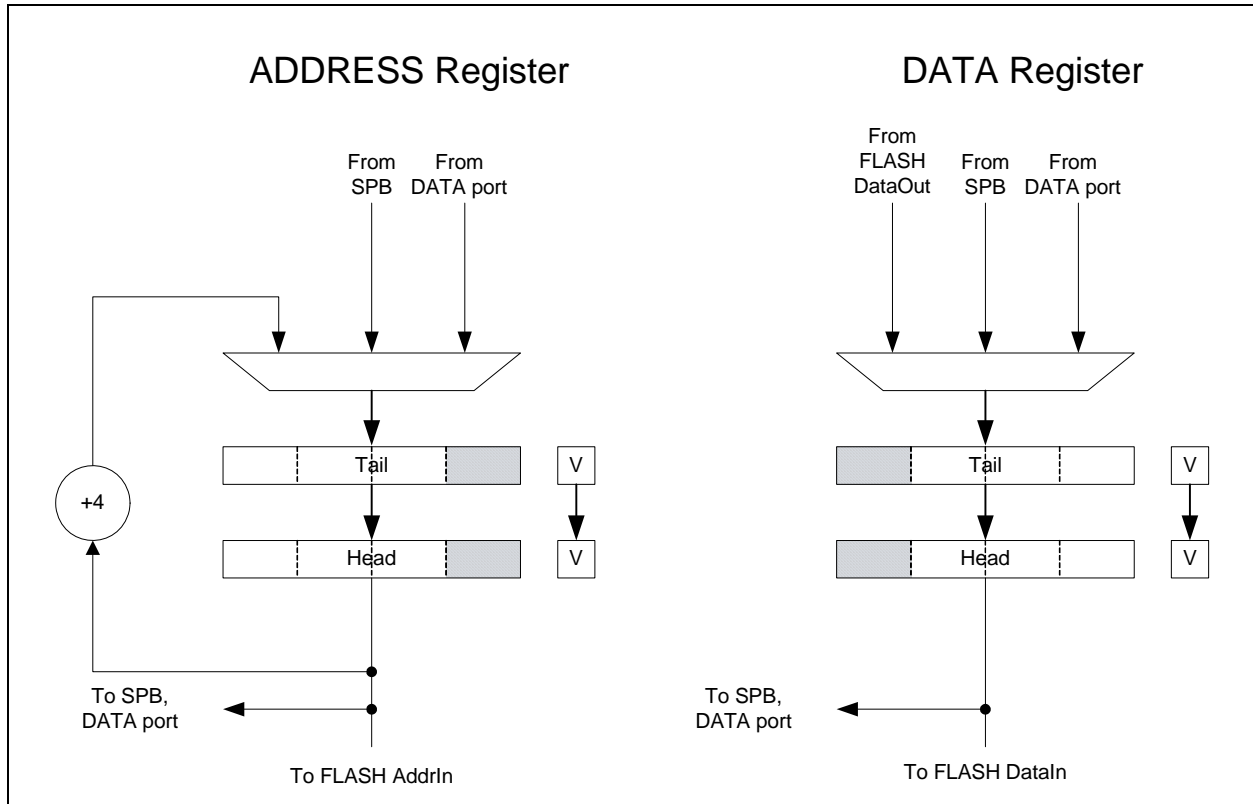 ADDRESS Register
From
SPB
From
DATA port
Tail
V
+4
Head
V
To SPB,
DATA port
To FLASH AddrIn
DATA Register
From
FLASH
DataOut
From
SPB
From
DATA port
Tail
V
Head
V
To SPB,
DATA port
To FLASH DataIn